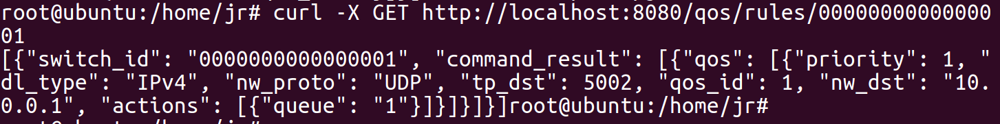 root@ubuntu:/home/jr# curl -X GET http://localhost:8080/qos/rules/00000000000000
01
[{"switch_id": "0000000000000001", "command_result": [{"qos": [{"priority": 1, "
dl_type": "IPv4", "nw_proto": "UDP", "tp_dst": 5002, "qos_id": 1, "nw_dst": "10.
0.0.1", "actions": [{"queue": "1"}]}]}]}]root@ubuntu:/home/jr#